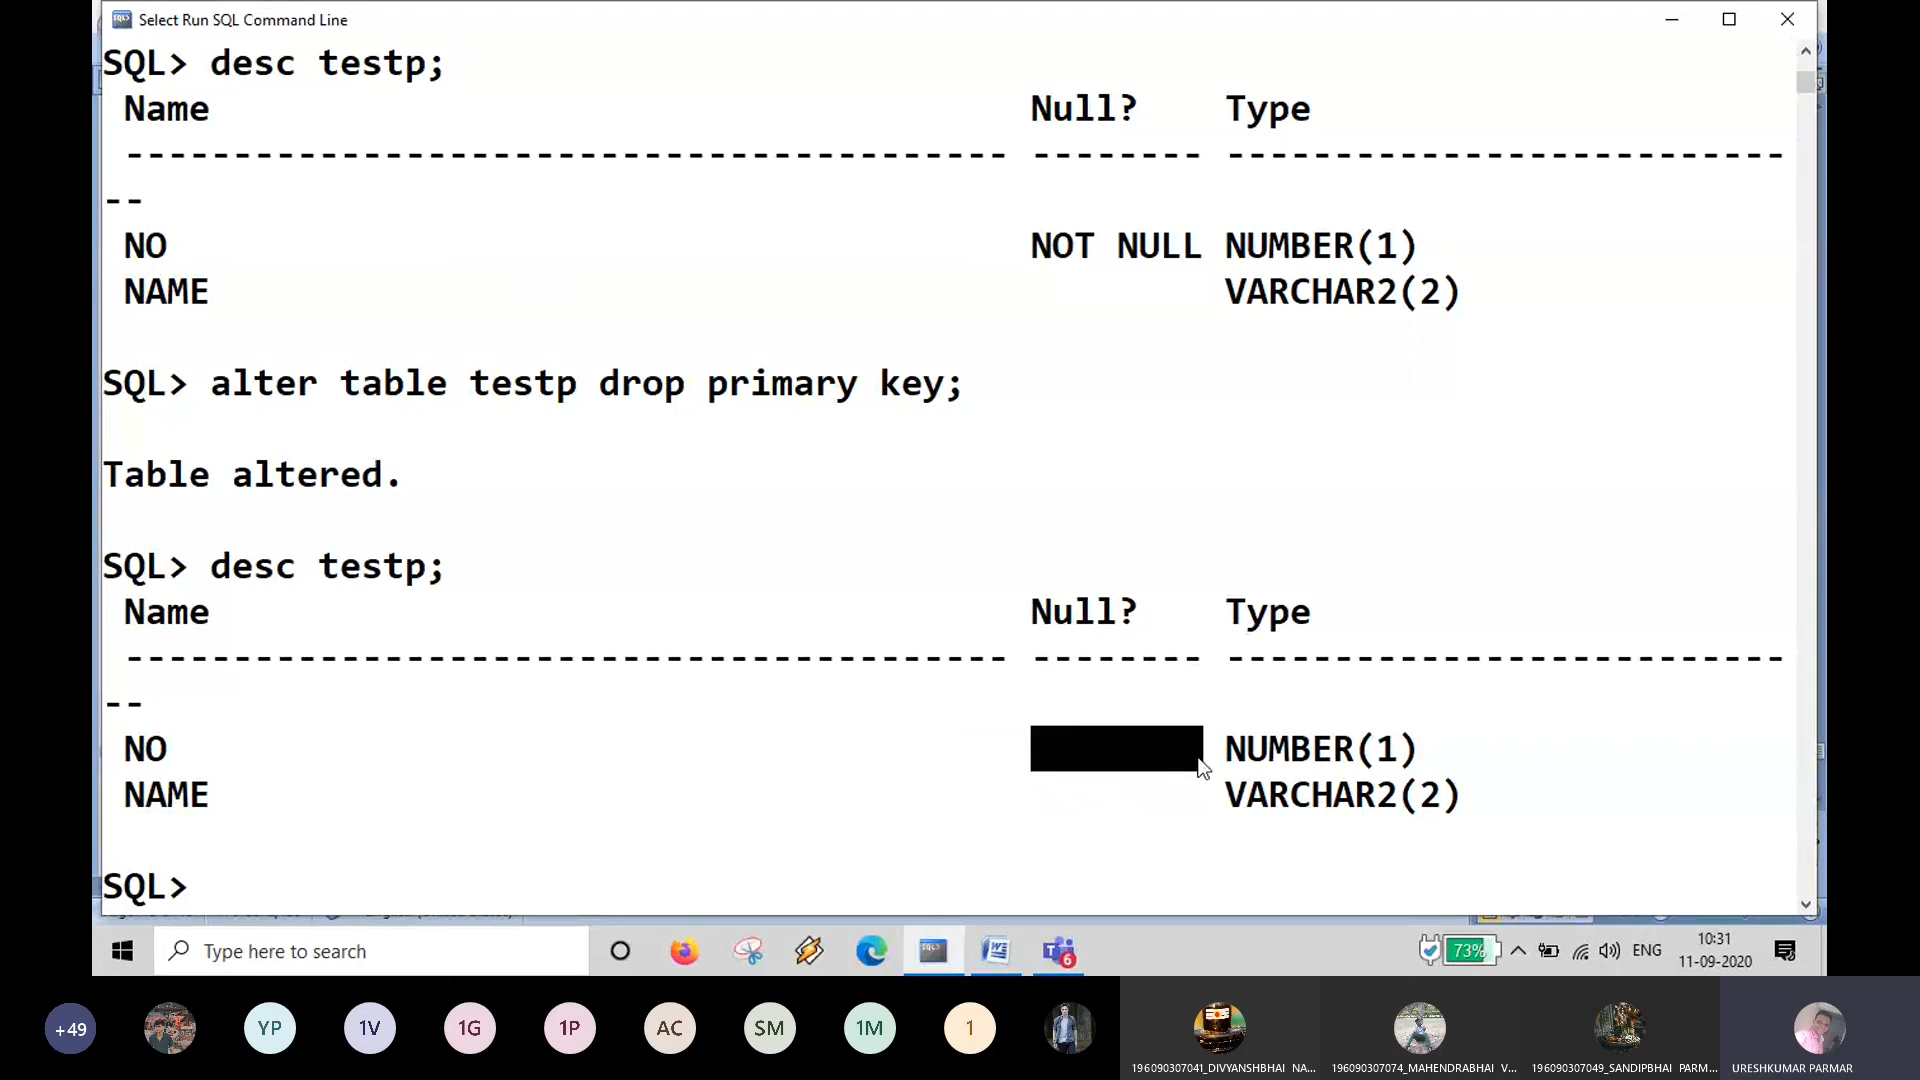 Select Run SQL Command Line
SQL> desc testp;
Name Null? Type
----------------------------------------- -------- --------------------------
--
NO NOT NULL NUMBER(1)
NAME VARCHAR2(2)
SQL> alter table testp drop primary key;
Table altered.
SQL> desc testp;
Name Null? Type
----------------------------------------- -------- --------------------------
--
NO NUMBER(1)
NAME VARCHAR2(2)
SQL>
Type here to search
6
73%
ENG
10:31
11-09-2020
+49
YP
1V
1G
1P
AC
SM
1M
1
196090307041_DIVYANSHBHAI NA...
196090307074_MAHENDRABHAI V...
196090307049_SANDIPBHAI PARM...
URESHKUMAR PARMAR